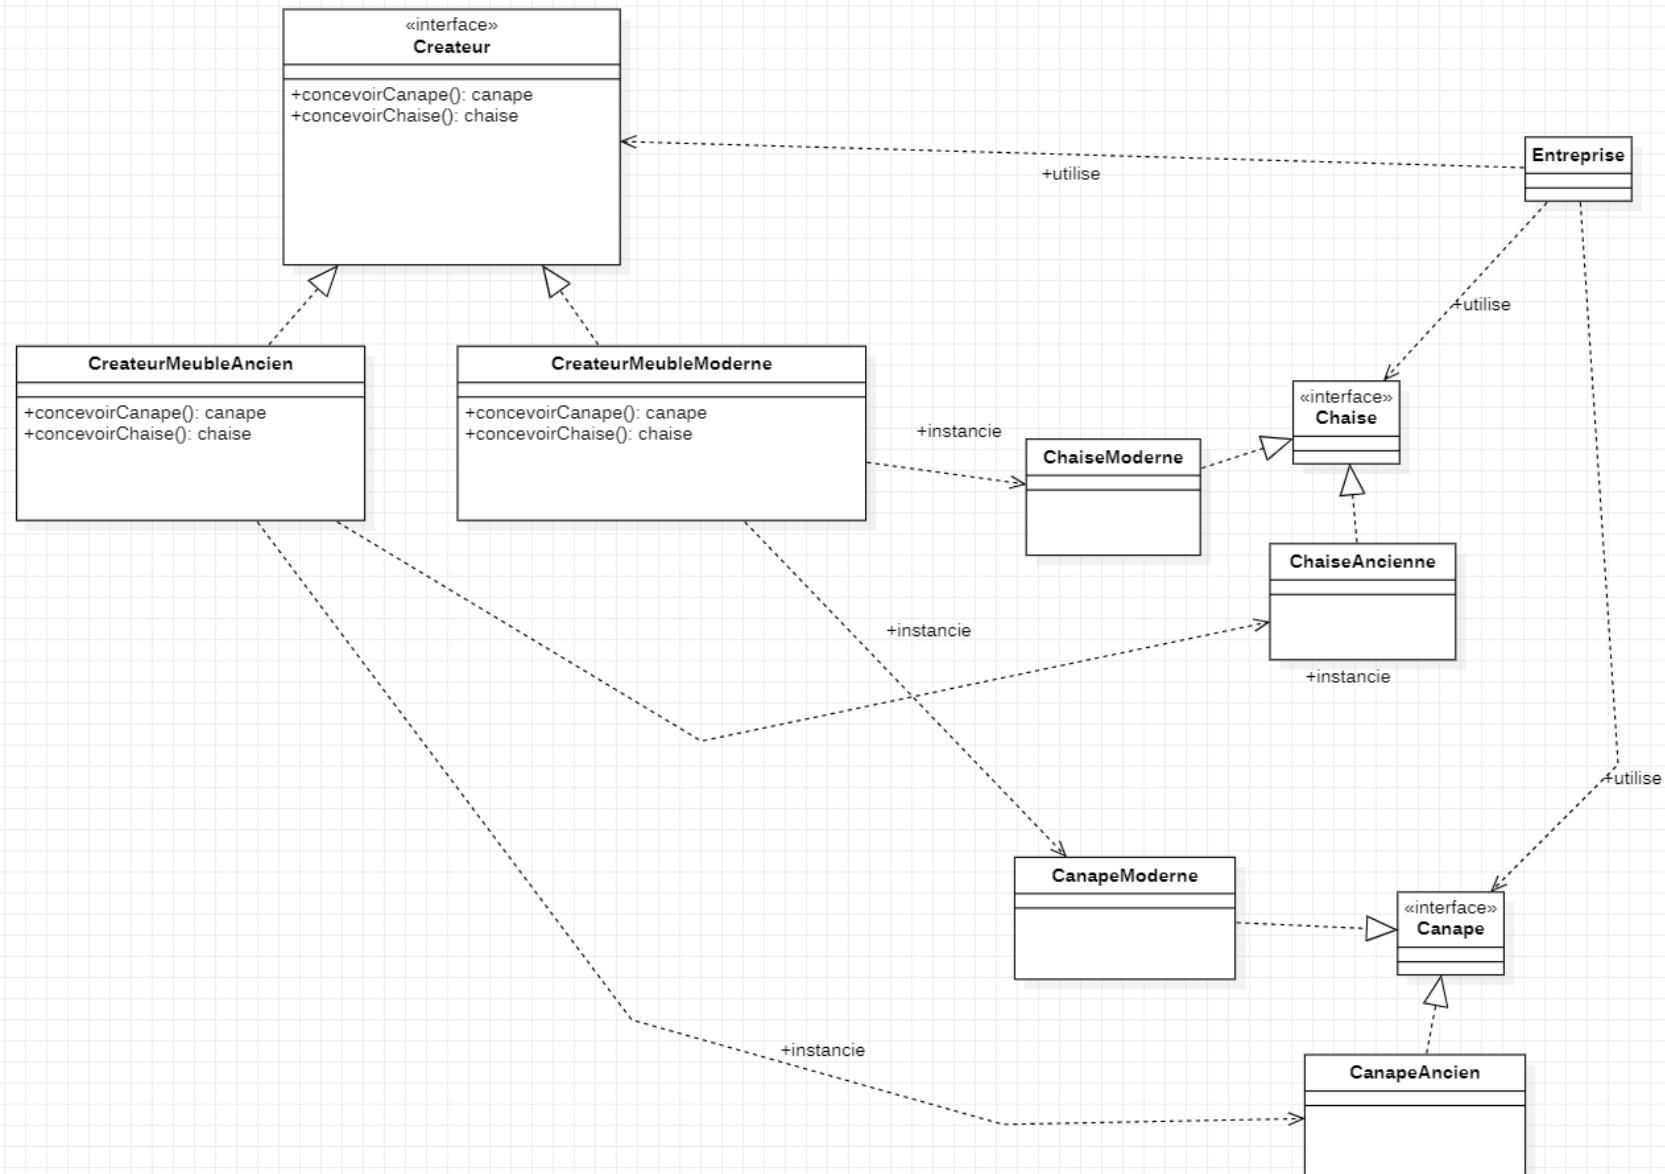 «interface»
Createur
+concevoirCanape(): canape
+concevoirChaise(): chaise
Entreprise
+utilise
+utilise
CreateurMeubleAncien
+concevoirCanape(): canape
+concevoirChaise(): chaise
CreateurMeubleModerne
+concevoirCanape(): canape
+concevoirChaise(): chaise
«interface»
Chaise
+instancie
ChaiseModerne
ChaiseAncienne
+instancie
+instancie
+utilise
CanapeModerne
«interface»
Canape
+instancie
CanapeAncien